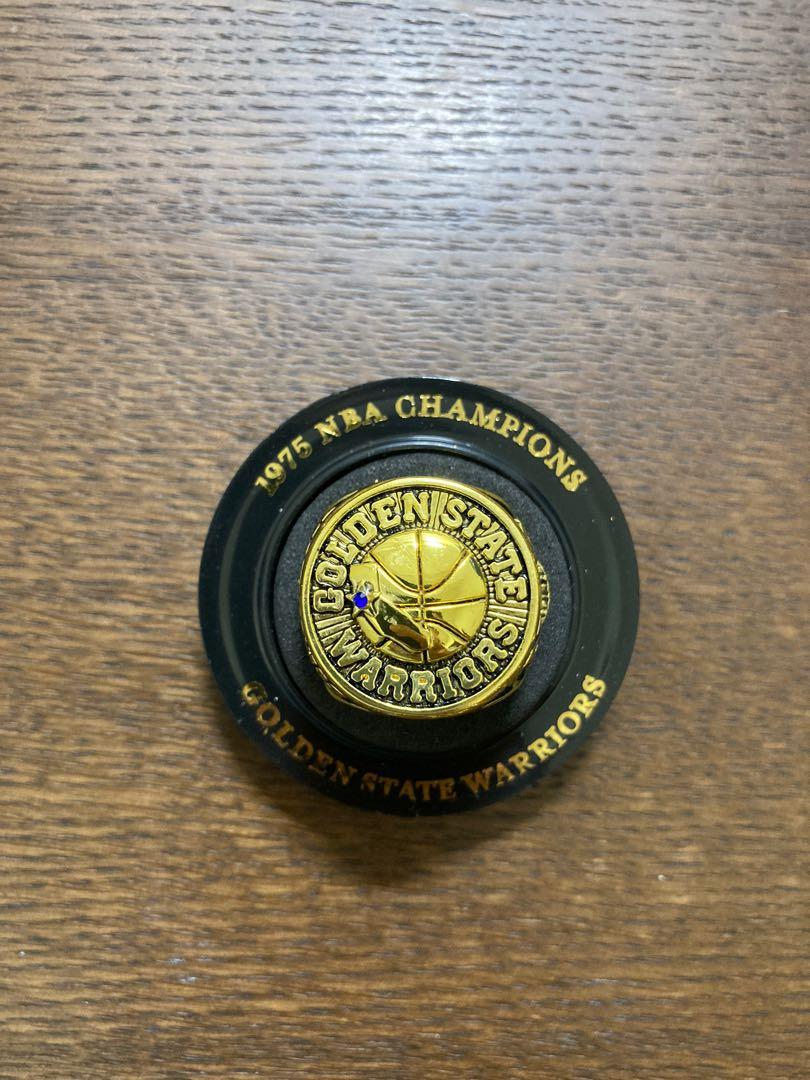 1975 NBA CHAMPIONS
GOLDEN STATE
WARRIORS
GOLDEN STATE WARRIORS